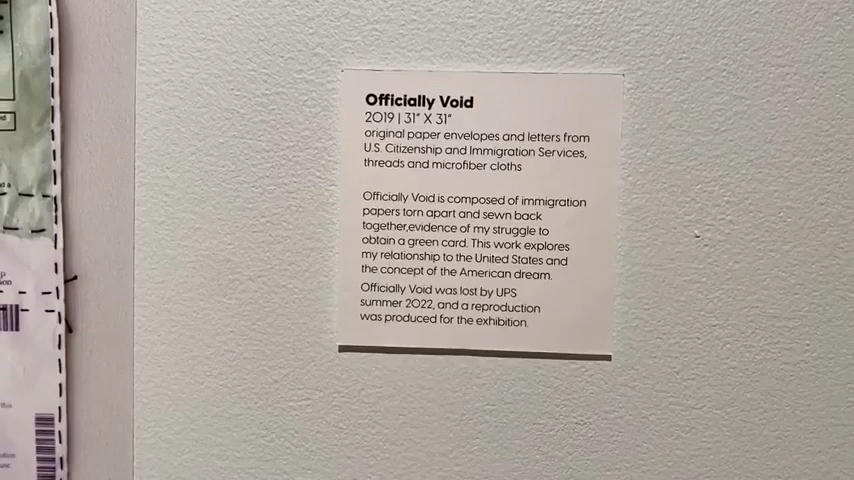 Officially Void
2019 | 31" X 31"
original paper envelopes and letters from
U.S. Citizenship and Immigration Services,
threads and microfiber cloths
Officially Void is composed of immigration
papers torn apart and sewn back
together,evidence of my struggle to
obtain a green card. This work explores
my relationship to the United States and
the concept of the American dream.
Officially Void was lost by UPS
summer 2022, and a reproduction
was produced for the exhibition.